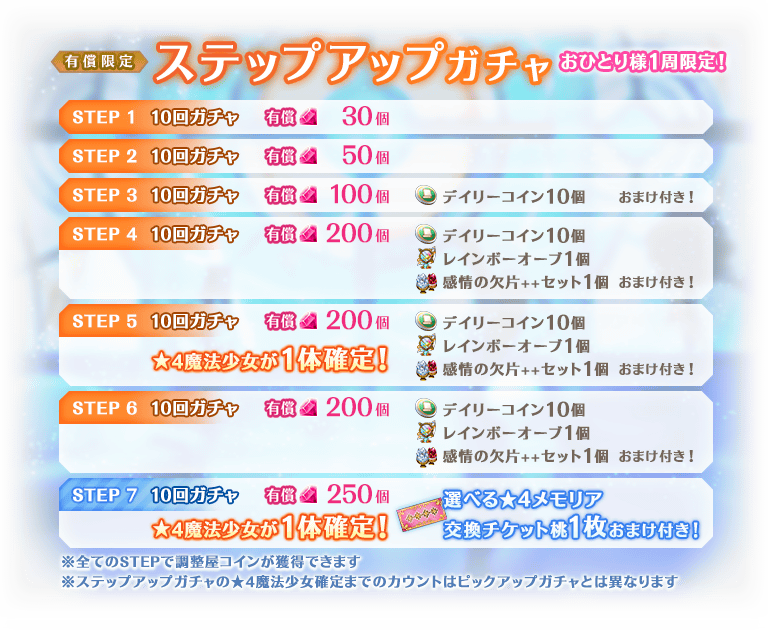 有償限定 ステップアップガチャ おひとり様1周限定!
STEP 1 10回ガチャ 有償 30個
STEP 2 10回ガチャ 有償 50個
STEP 3 10回ガチャ 有償 100個 デイリーコイン10個 おまけ付き!
STEP 4 10回ガチャ 有償 200個 デイリーコイン10個
レインボーオーブ1個
感情の欠片++セット1個 おまけ付き!
STEP 5 10回ガチャ 有償 200個 デイリーコイン10個
レインボーオーブ1個
★4魔法少女が1体確定!
感情の欠片++セット1個 おまけ付き!
STEP 6 10回ガチャ 有償 200個 デイリーコイン10個
レインボーオーブ1個
感情の欠片++セット1個 おまけ付き!
STEP 7 10回ガチャ 有償 250個 選べる★4メモリア
★4魔法少女が1体確定! 交換チケット桃1枚おまけ付き!
※全てのSTEPで調整屋コインが獲得できます
※ステップアップガチャの★4魔法少女確定までのカウントはピックアップガチャとは異なります